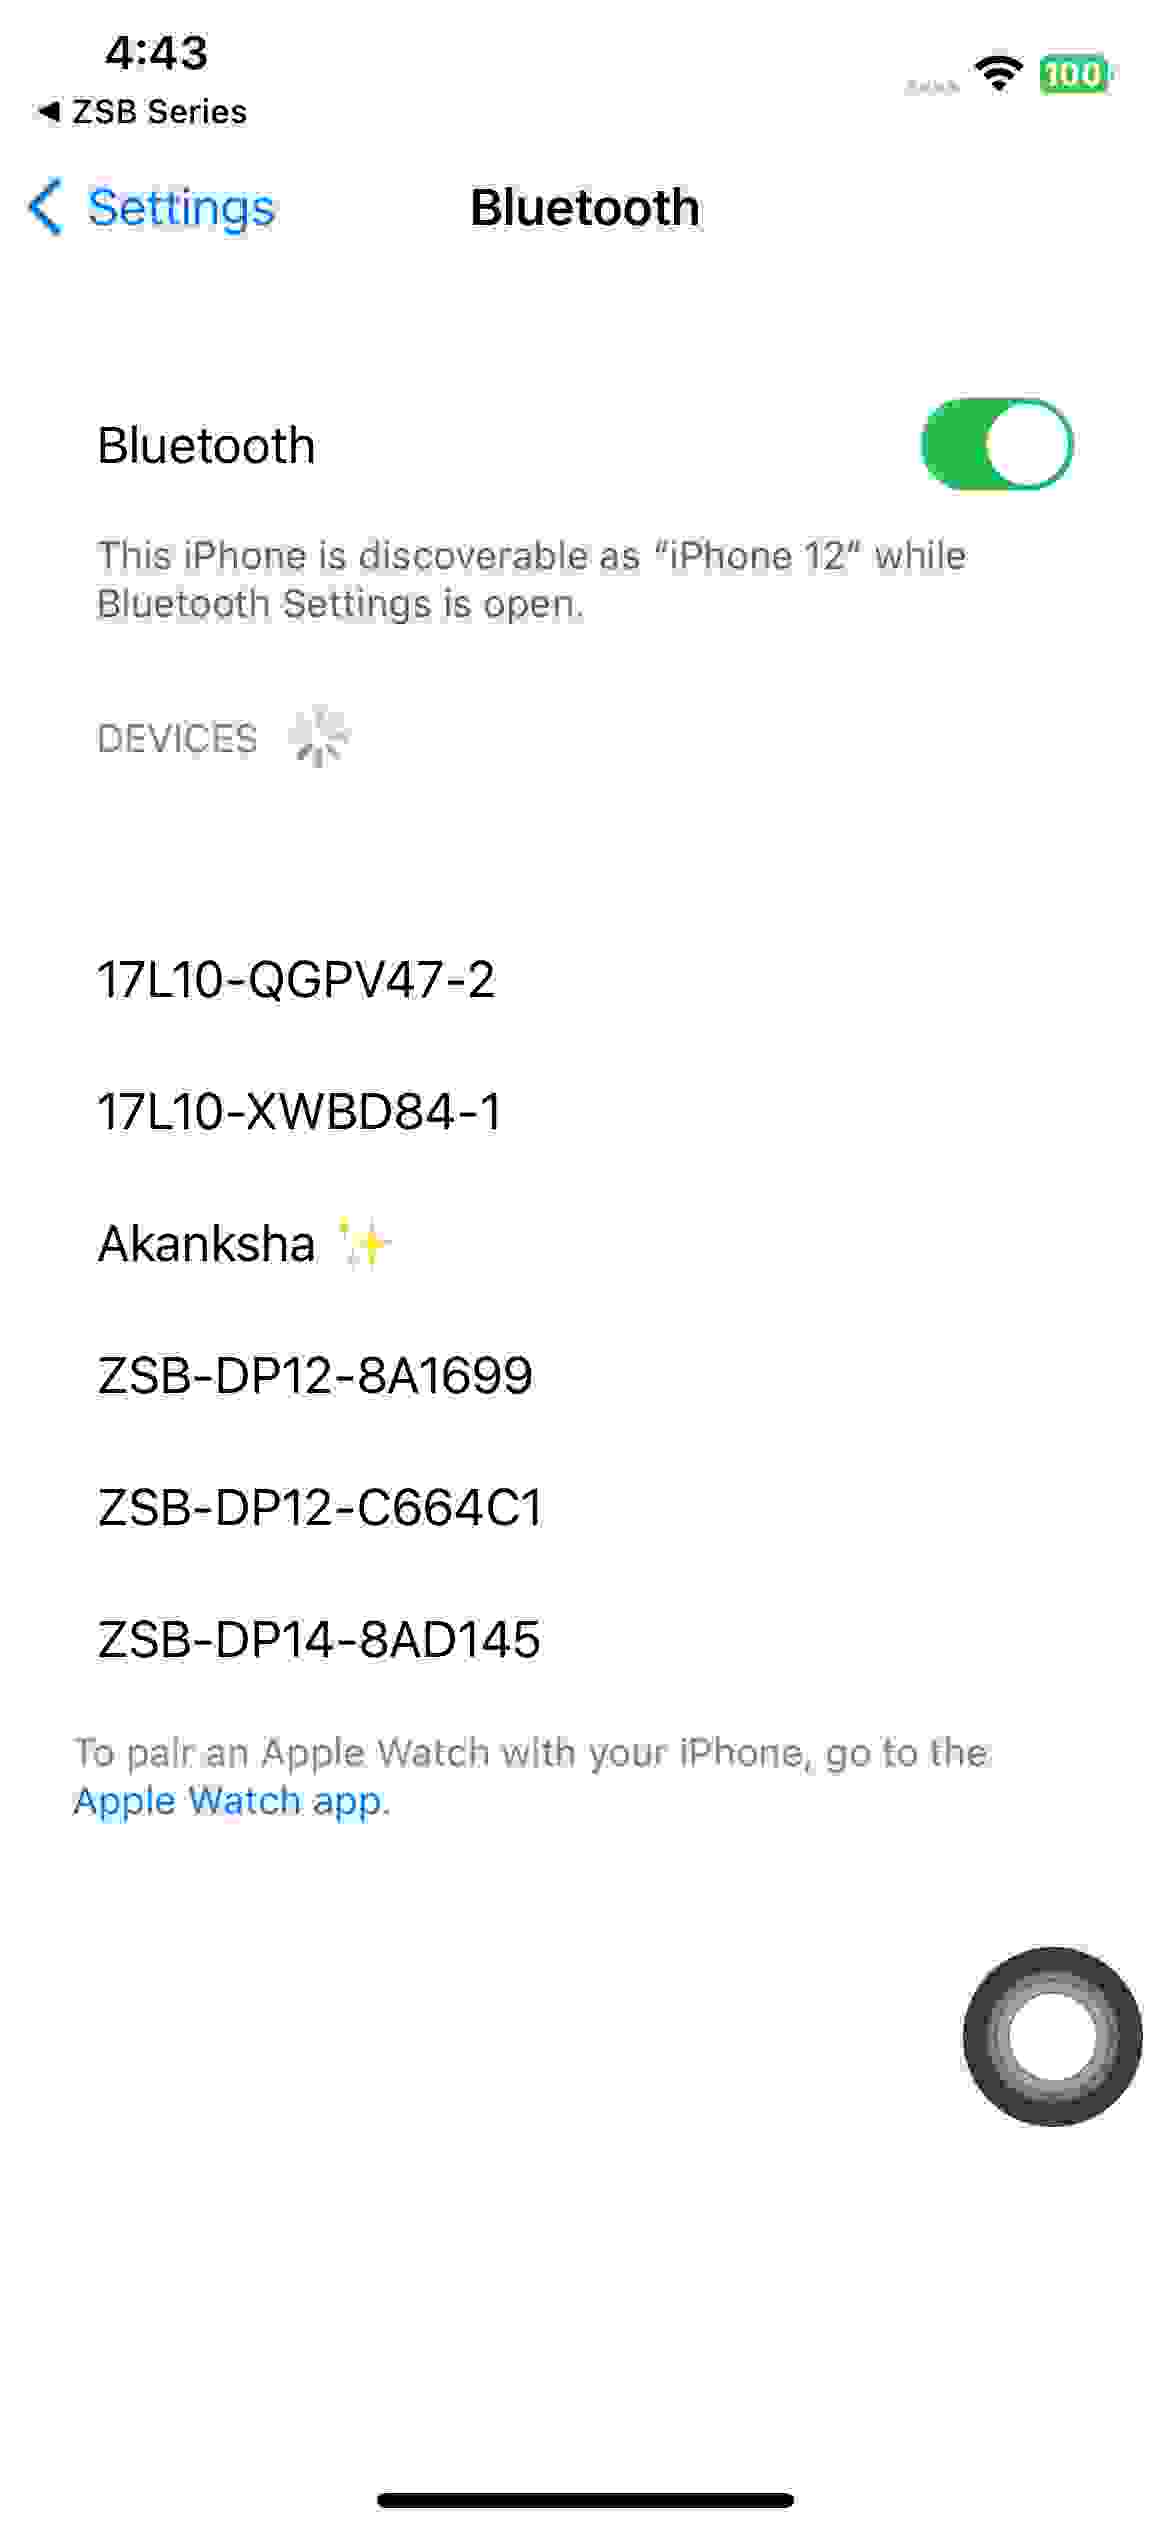 4:43
100
◀ ZSB Series
Settings
Bluetooth
Bluetooth
This iPhone is discoverable as “iPhone 12” while
Bluetooth Settings is open.
DEVICES
17L10-QGPV47-2
17L10-XWBD84-1
Akanksha ✨
ZSB-DP12-8A1699
ZSB-DP12-C664C1
ZSB-DP14-8AD145
To pair an Apple Watch with your iPhone, go to the
Apple Watch app.